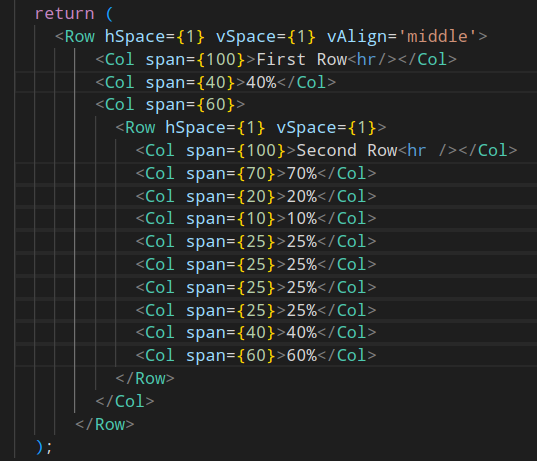 return (
<Row hSpace={1} vSpace={1} vAlign='middle'>
<Col span={100}>First Row<hr/></Col>
<Col span={40}>40%</Col>
<Col span={60}>
<Row hSpace={1} vSpace={1}>
<Col span={100}>Second Row<hr /></Col>
<Col span={70}>70%</Col>
<Col span={20}>20%</Col>
<Col span={10}>10%</Col>
<Col span={25}>25%</Col>
<Col span={25}>25%</Col>
<Col span={25}>25%</Col>
<Col span={25}>25%</Col>
<Col span={40}>40%</Col>
<Col span={60}>60%</Col>
</Row>
</Col>
</Row>
);